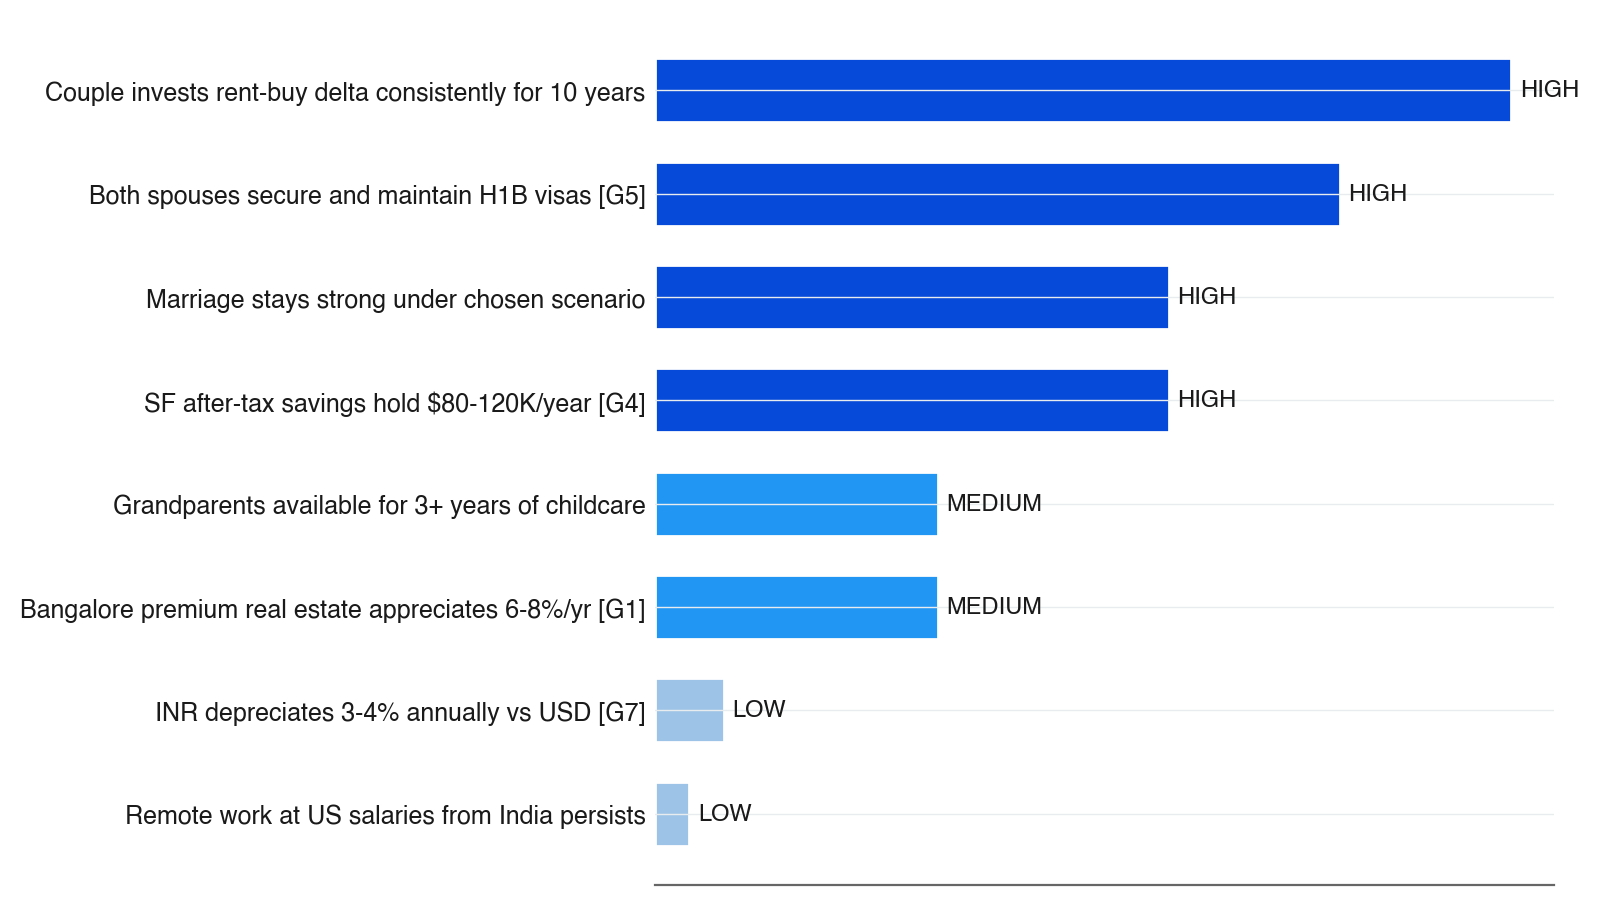 Couple invests rent-buy delta consistently for 10 years HIGH
Both spouses secure and maintain H1B visas [G5] HIGH
Marriage stays strong under chosen scenario HIGH
SF after-tax savings hold $80-120K/year [G4] HIGH
Grandparents available for 3+ years of childcare MEDIUM
Bangalore premium real estate appreciates 6-8%/yr [G1] MEDIUM
INR depreciates 3-4% annually vs USD [G7] LOW
Remote work at US salaries from India persists LOW